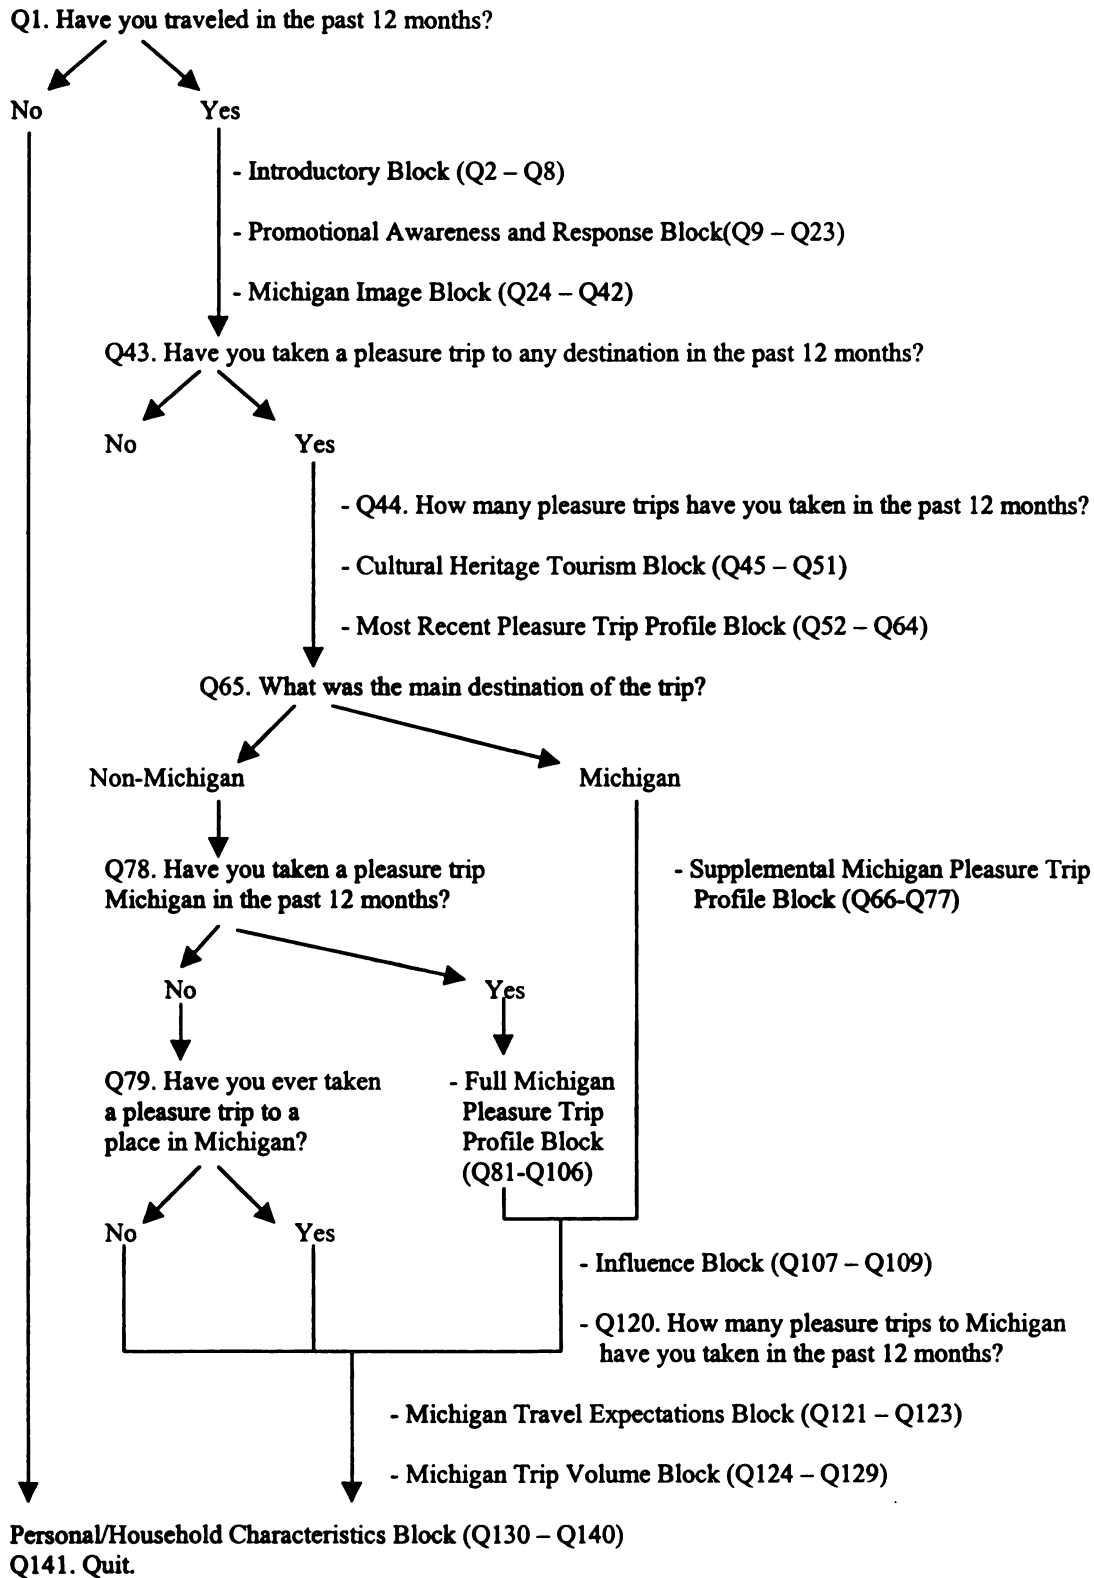 Q1. Have you traveled in the past 12 months?
No
Yes
- Introductory Block (Q2 – Q8)
- Promotional Awareness and Response Block(Q9 – Q23)
- Michigan Image Block (Q24 – Q42)
Q43. Have you taken a pleasure trip to any destination in the past 12 months?
No
Yes
- Q44. How many pleasure trips have you taken in the past 12 months?
- Cultural Heritage Tourism Block (Q45 – Q51)
- Most Recent Pleasure Trip Profile Block (Q52 – Q64)
Q65. What was the main destination of the trip?
Non-Michigan
Michigan
Q78. Have you taken a pleasure trip
Michigan in the past 12 months?
- Supplemental Michigan Pleasure Trip
Profile Block (Q66-Q77)
No
Yes
Q79. Have you ever taken
a pleasure trip to a
place in Michigan?
- Full Michigan
Pleasure Trip
Profile Block
(Q81-Q106)
No
Yes
- Influence Block (Q107 – Q109)
- Q120. How many pleasure trips to Michigan
have you taken in the past 12 months?
- Michigan Travel Expectations Block (Q121 – Q123)
- Michigan Trip Volume Block (Q124 – Q129)
Personal/Household Characteristics Block (Q130 – Q140)
Q141. Quit.